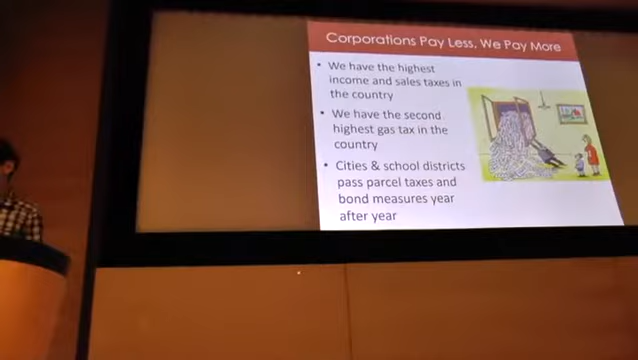 Corporations Pay Less, We Pay More
• We have the highest
income and sales taxes in
the country
• We have the second
highest gas tax in the
country
• Cities & school districts
pass parcel taxes and
bond measures year
after year